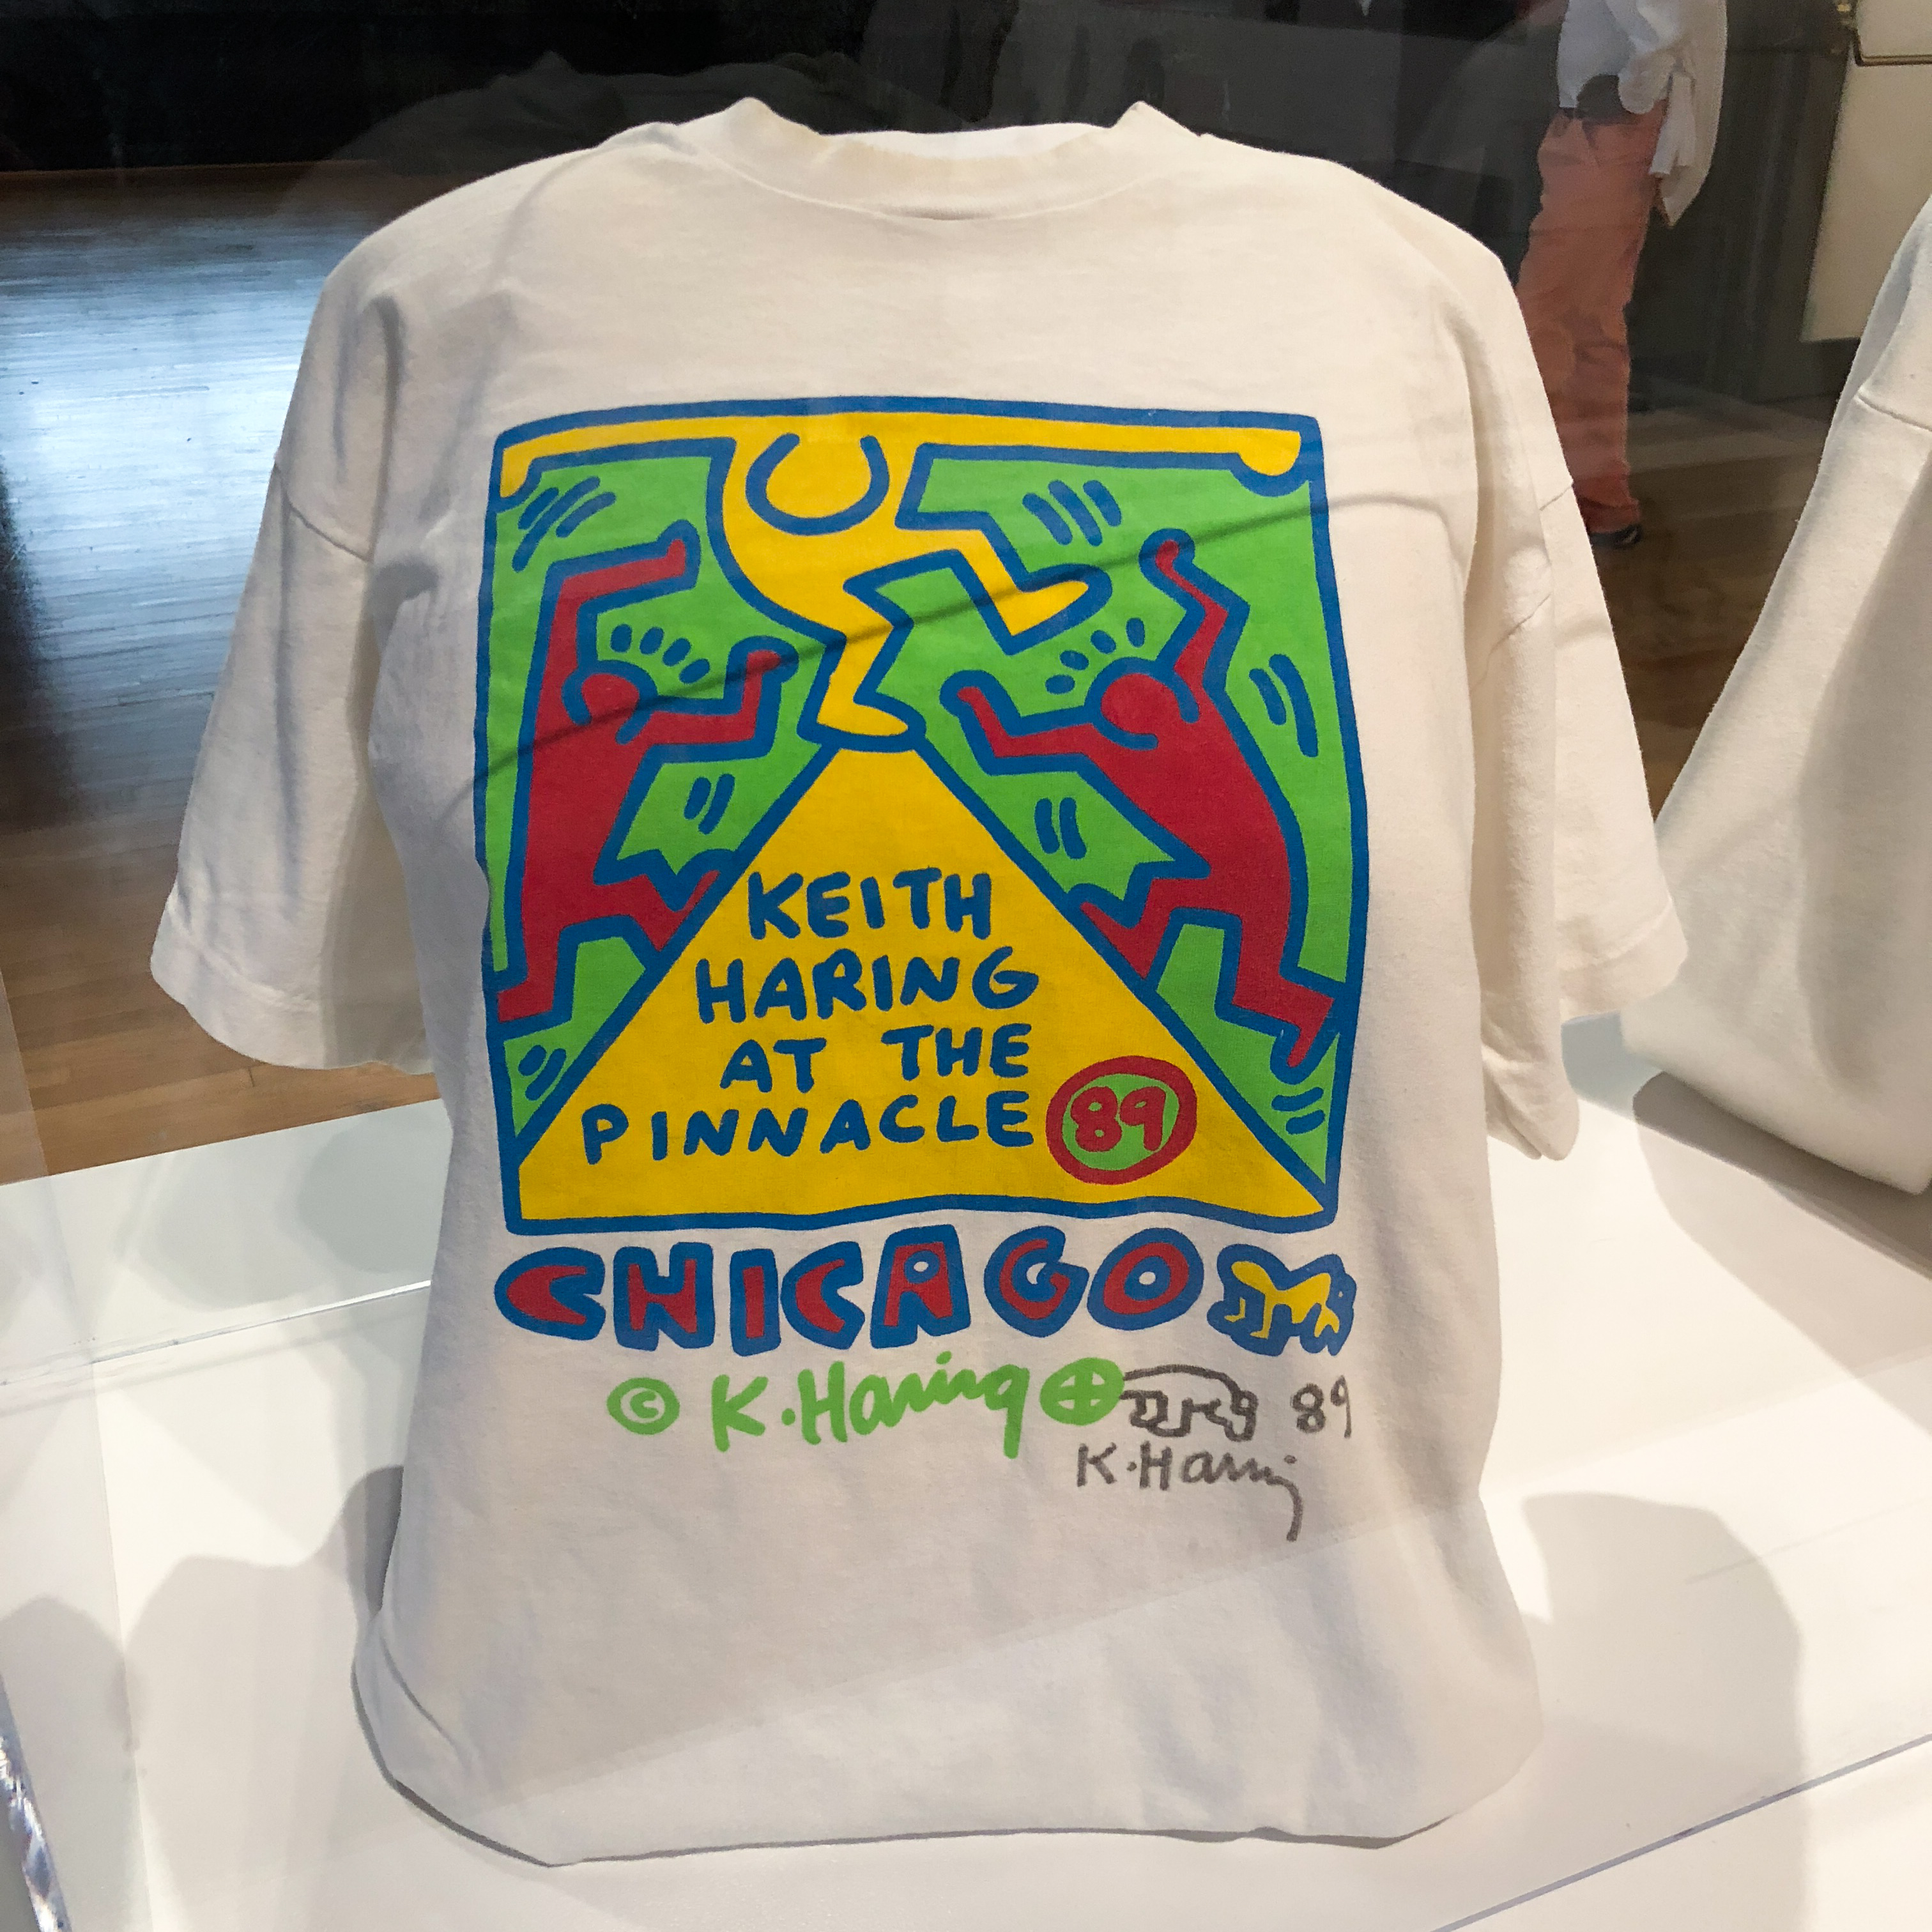 KEITH
HARING
AT THE
PINNACLE 89
CHICAGO
© K. Haring ⊕ 89
K. Haring